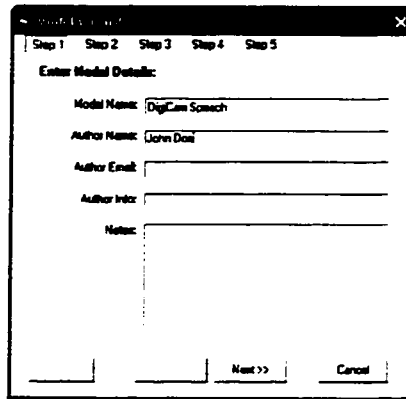 Step 1 Step 2 Step 3 Step 4 Step 5
Enter Model Details:
Model Name: DigiCam Speech
Author Name: John Doe
Author Email:
Author Info:
Notes:
Next >> Cancel